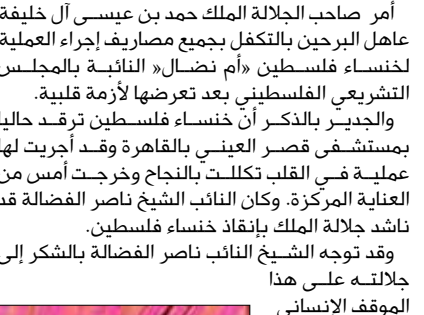 أمر صاحب الجلالة الملك حمد بن عيسى آل خليفة
عاهل البرحين بالتكفل بجميع مصاريف إجراء العملية
لخنساء فلسطين «أم نضال» النائبة بالمجلس
التشريعي الفلسطيني بعد تعرضها لأزمة قلبية.
والجدير بالذكر أن خنساء فلسطين ترقد حاليا
بمستشفى قصر العيني بالقاهرة وقد أجريت لها
عملية في القلب تكللت بالنجاح وخرجت أمس من
العناية المركزة. وكان النائب الشيخ ناصر الفضالة قد
ناشد جلالة الملك بإنقاذ خنساء فلسطين.
وقد توجه الشيخ النائب ناصر الفضالة بالشكر إلى
جلالته على هذا
الموقف الإنساني